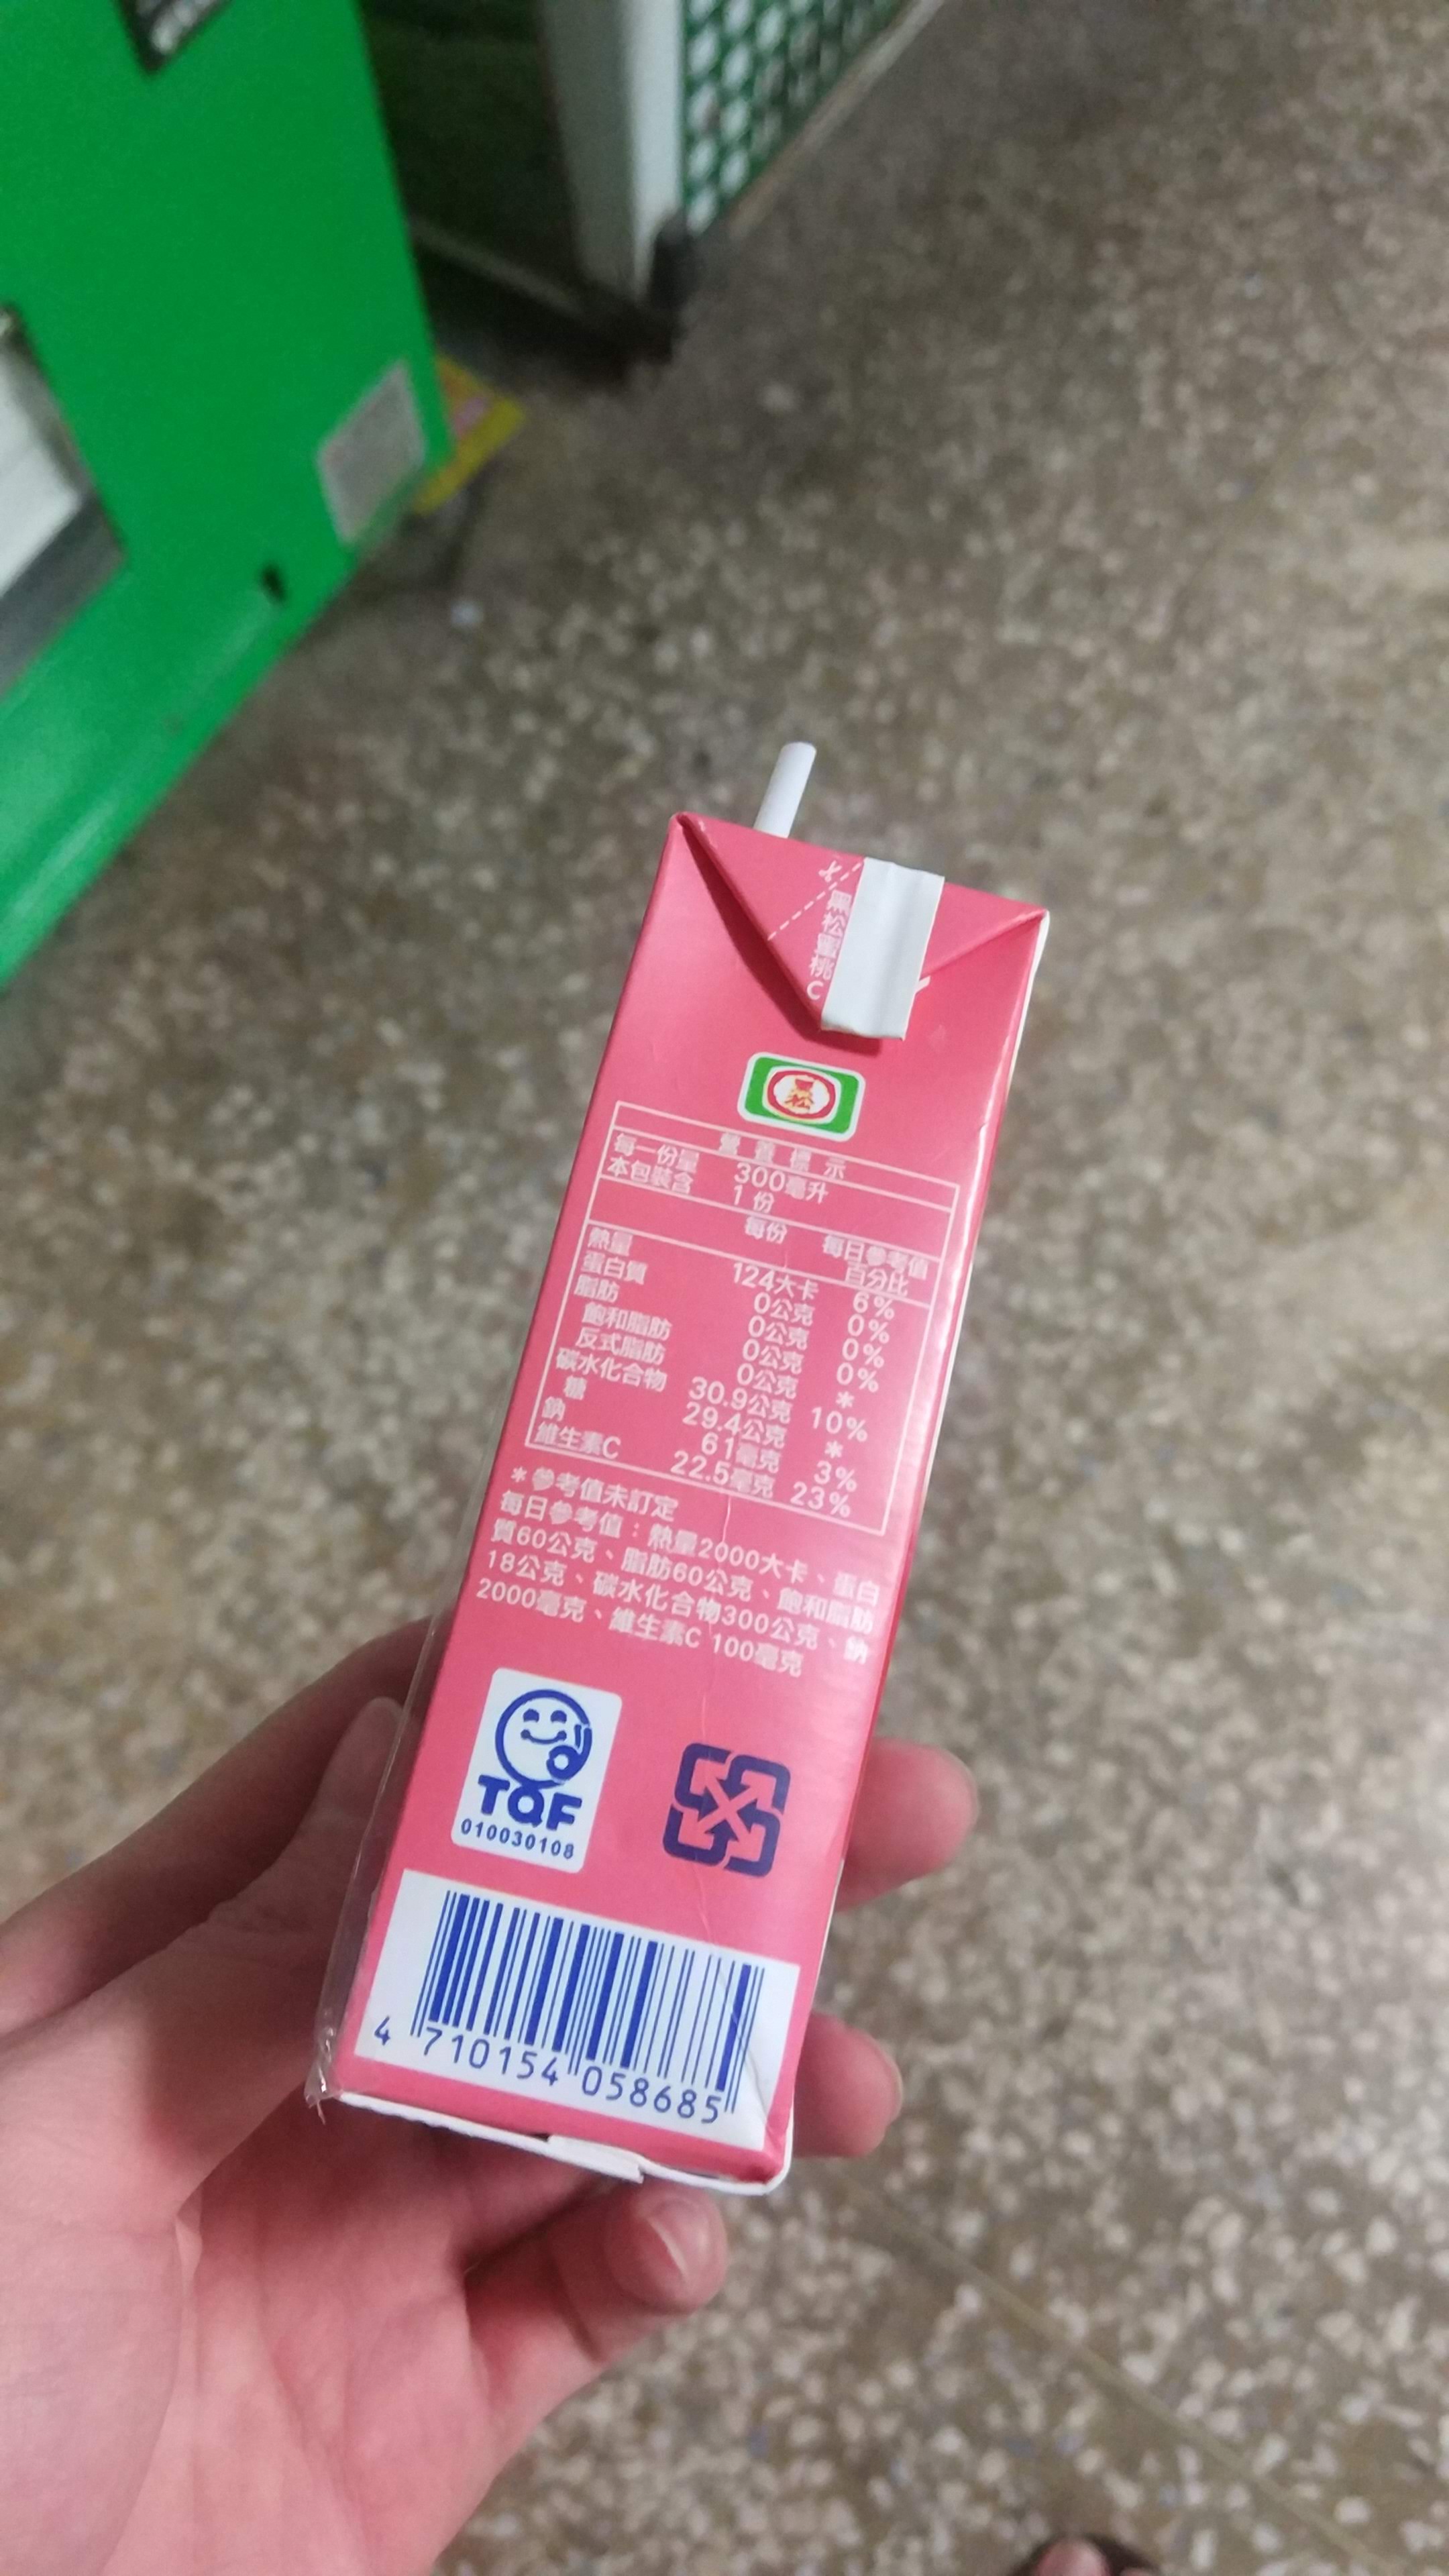 黑松蜜桃C
黑松
營養標示
每一份量 300毫升
本包裝含 1份
每份 每日參考值
百分比
熱量 124大卡 6%
蛋白質 0公克 0%
脂肪 0公克 0%
飽和脂肪 0公克 0%
反式脂肪 0公克 *
碳水化合物 30.9公克 10%
糖 29.4公克 *
鈉 61毫克 3%
維生素C 22.5毫克 23%
*參考值未訂定
每日參考值:熱量2000大卡、蛋白
質60公克、脂肪60公克、飽和脂肪
18公克、碳水化合物300公克、鈉
2000毫克、維生素C 100毫克
TQF
010030108
4 710154 058685